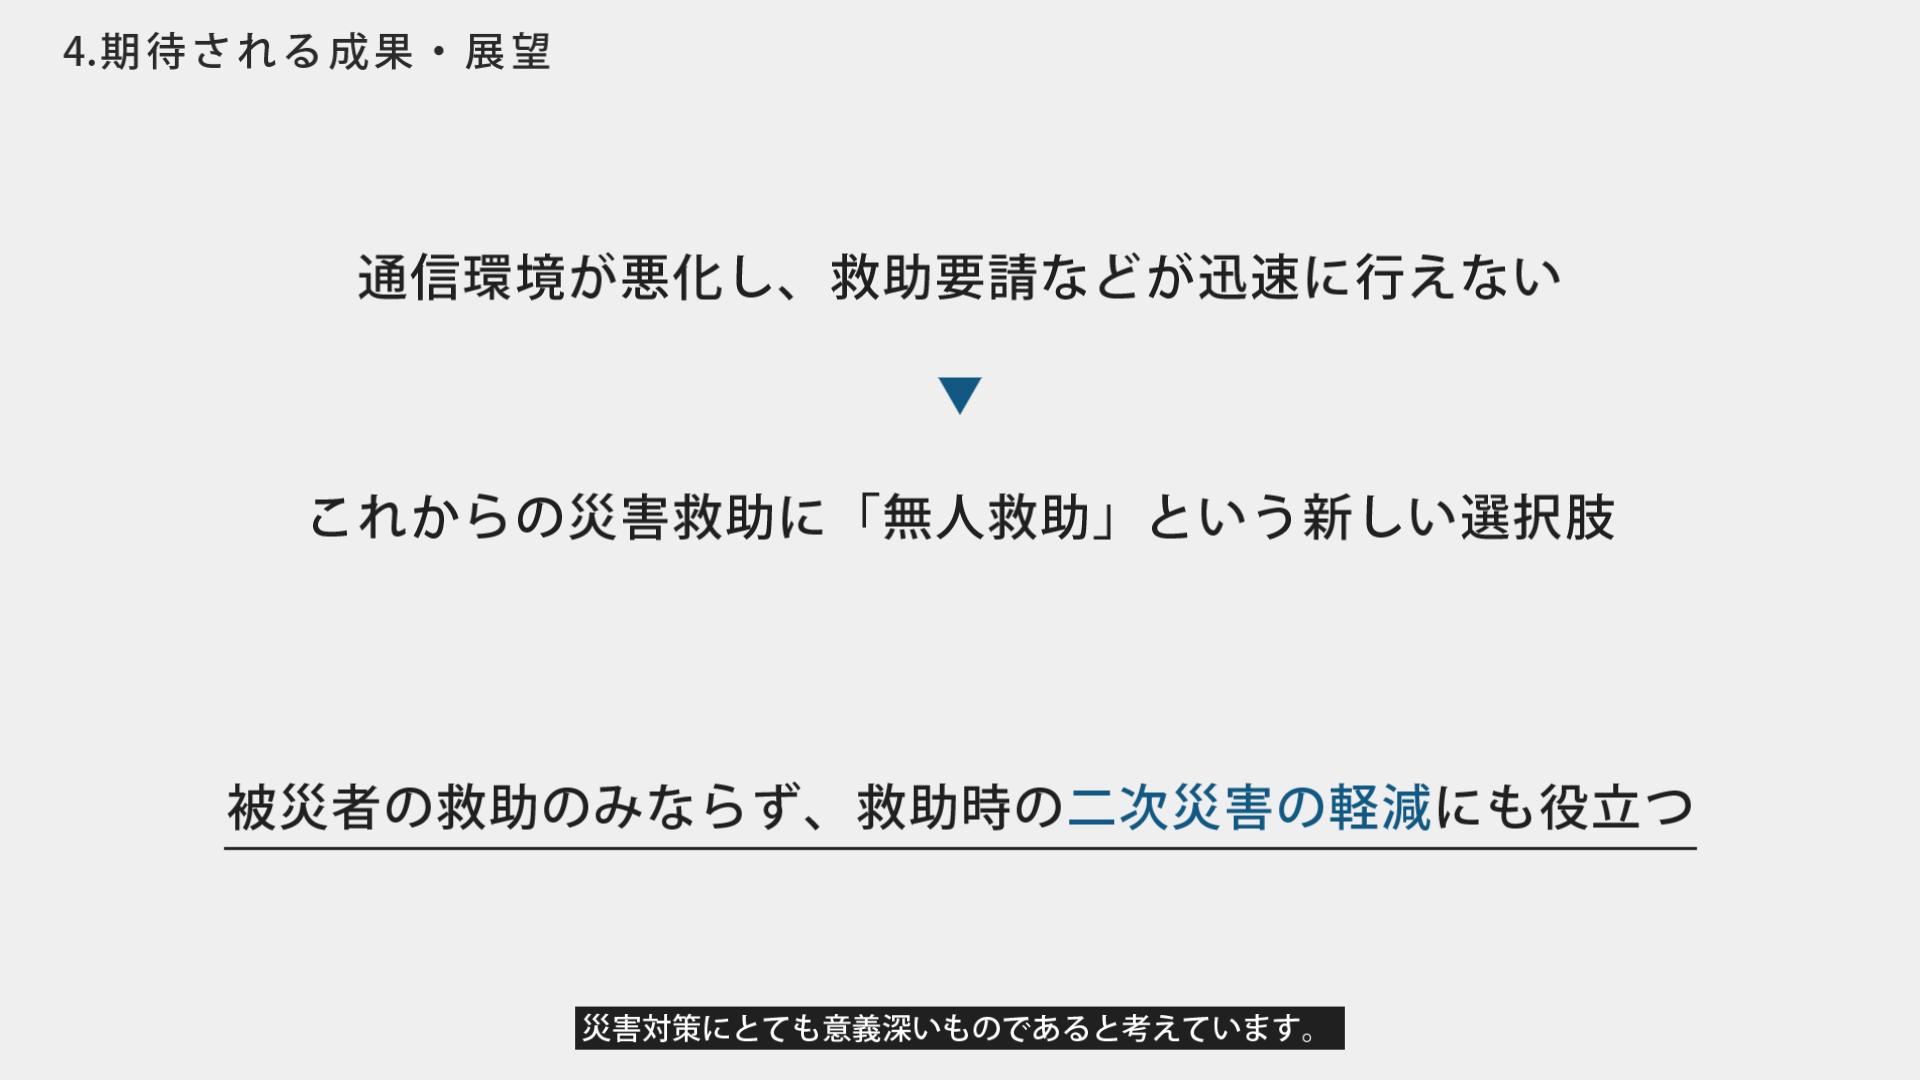 4.期待される成果・展望
通信環境が悪化し、救助要請などが迅速に行えない
▼
これからの災害救助に「無人救助」という新しい選択肢
被災者の救助のみならず、救助時の二次災害の軽減にも役立つ
災害対策にとても意義深いものであると考えています。